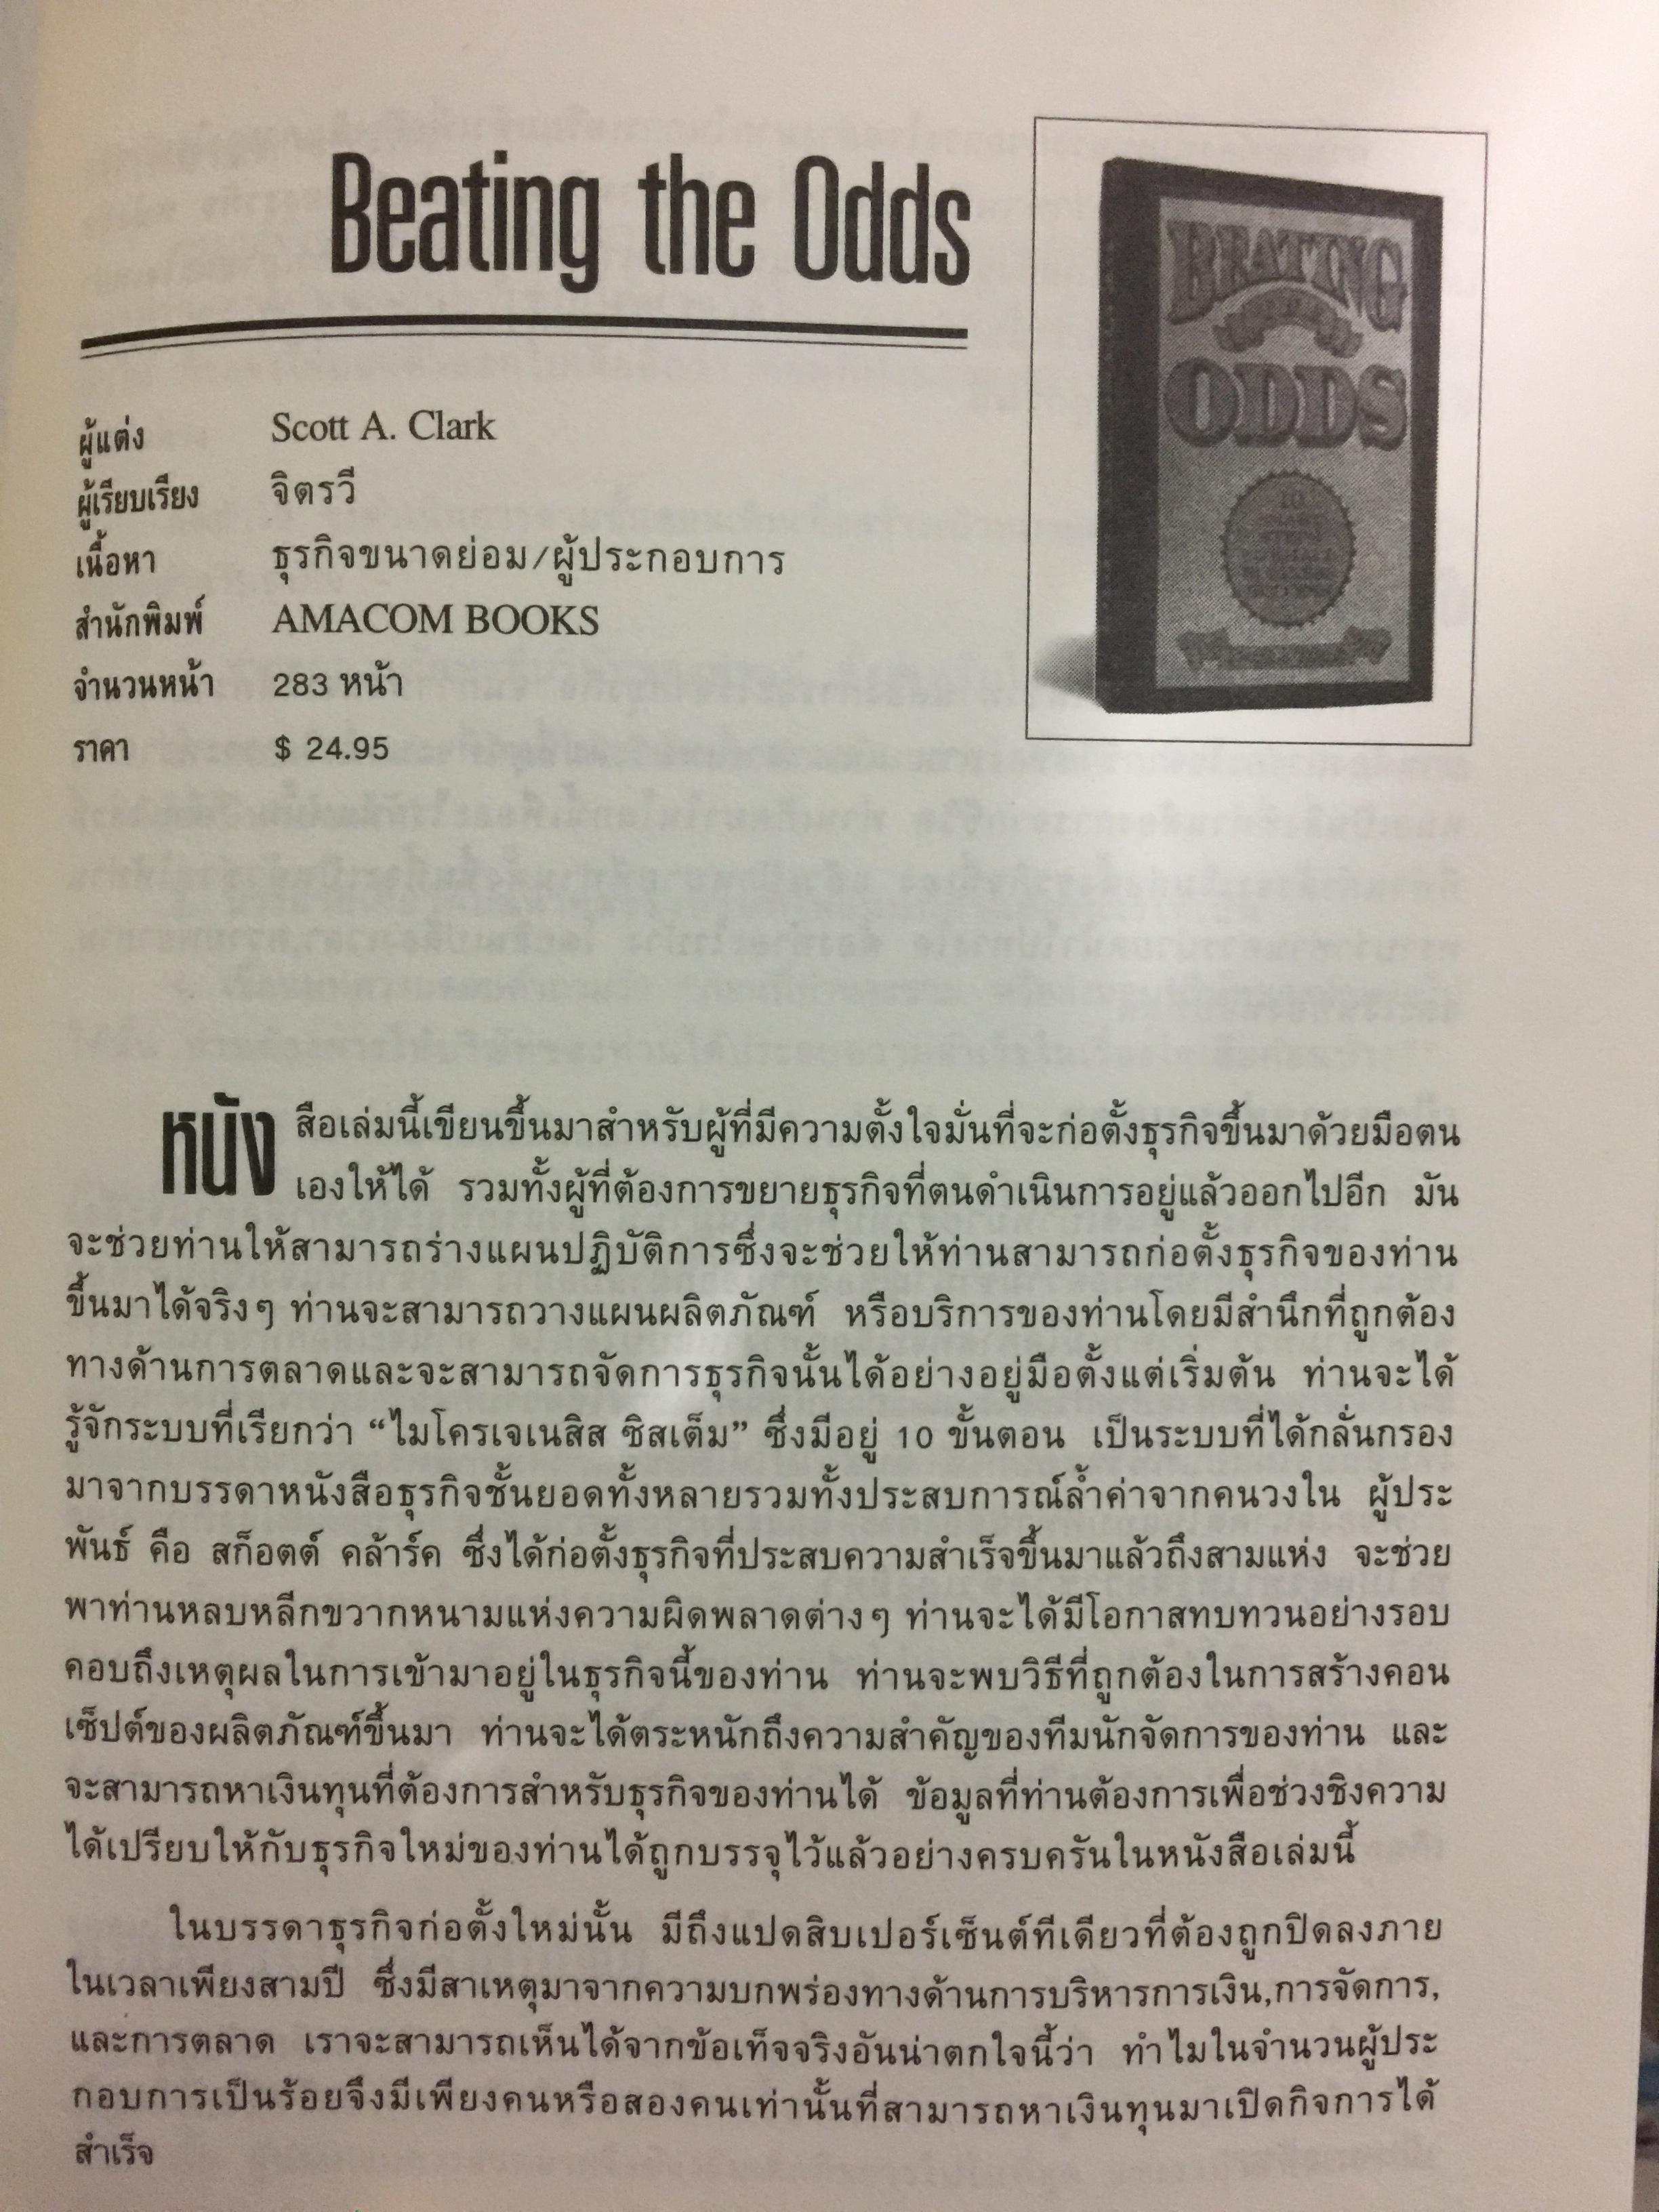 Beating the Odds
BEATING
ODDS
10
ผู้แต่ง Scott A. Clark
ผู้เรียบเรียง จิตรวี
เนื้อหา ธุรกิจขนาดย่อม/ผู้ประกอบการ
สำนักพิมพ์ AMACOM BOOKS
จำนวนหน้า 283 หน้า
ราคา $ 24.95
หนังสือเล่มนี้เขียนขึ้นมาสำหรับผู้ที่มีความตั้งใจมั่นที่จะก่อตั้งธุรกิจขึ้นมาด้วยมือตน
เองให้ได้ รวมทั้งผู้ที่ต้องการขยายธุรกิจที่ตนดำเนินการอยู่แล้วออกไปอีก มัน
จะช่วยท่านให้สามารถร่างแผนปฏิบัติการซึ่งจะช่วยให้ท่านสามารถก่อตั้งธุรกิจของท่าน
ขึ้นมาได้จริงๆ ท่านจะสามารถวางแผนผลิตภัณฑ์ หรือบริการของท่านโดยมีสำนึกที่ถูกต้อง
ทางด้านการตลาดและจะสามารถจัดการธุรกิจนั้นได้อย่างอยู่มือตั้งแต่เริ่มต้น ท่านจะได้
รู้จักระบบที่เรียกว่า “ไมโครเจเนสิส ซิสเต็ม” ซึ่งมีอยู่ 10 ขั้นตอน เป็นระบบที่ได้กลั่นกรอง
มาจากบรรดาหนังสือธุรกิจชั้นยอดทั้งหลายรวมทั้งประสบการณ์ล้ำค่าจากคนวงใน ผู้ประ
พันธ์ คือ สก็อตต์ คล้าร์ค ซึ่งได้ก่อตั้งธุรกิจที่ประสบความสำเร็จขึ้นมาแล้วถึงสามแห่ง จะช่วย
พาท่านหลบหลีกขวากหนามแห่งความผิดพลาดต่างๆ ท่านจะได้มีโอกาสทบทวนอย่างรอบ
คอบถึงเหตุผลในการเข้ามาอยู่ในธุรกิจนี้ของท่าน ท่านจะพบวิธีที่ถูกต้องในการสร้างคอน
เซ็ปต์ของผลิตภัณฑ์ขึ้นมา ท่านจะได้ตระหนักถึงความสำคัญของทีมนักจัดการของท่าน และ
จะสามารถหาเงินทุนที่ต้องการสำหรับธุรกิจของท่านได้ ข้อมูลที่ท่านต้องการเพื่อช่วงชิงความ
ได้เปรียบให้กับธุรกิจใหม่ของท่านได้ถูกบรรจุไว้แล้วอย่างครบครันในหนังสือเล่มนี้
ในบรรดาธุรกิจก่อตั้งใหม่นั้น มีถึงแปดสิบเปอร์เซ็นต์ทีเดียวที่ต้องถูกปิดลงภาย
ในเวลาเพียงสามปี ซึ่งมีสาเหตุมาจากความบกพร่องทางด้านการบริหารการเงิน,การจัดการ,
และการตลาด เราจะสามารถเห็นได้จากข้อเท็จจริงอันน่าตกใจนี้ว่า ทำไมในจำนวนผู้ประ
กอบการเป็นร้อยจึงมีเพียงคนหรือสองคนเท่านั้นที่สามารถหาเงินทุนมาเปิดกิจการได้
สำเร็จ